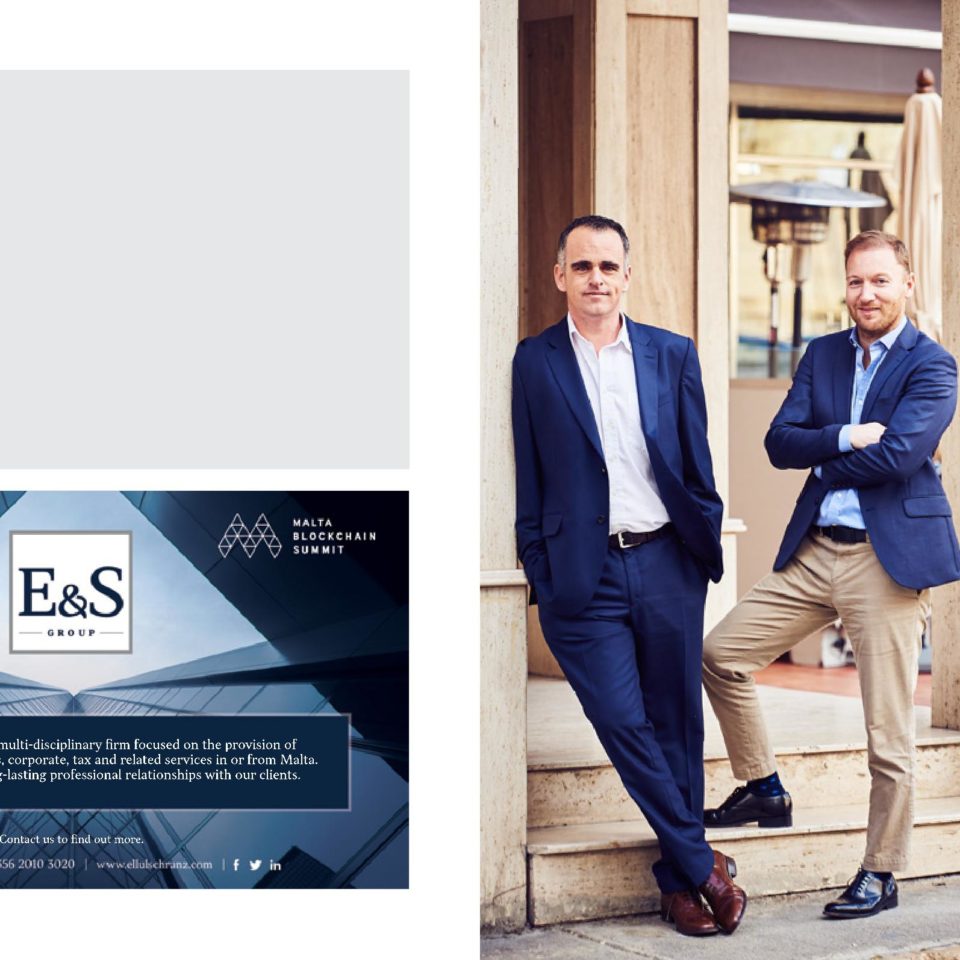 MALTA
BLOCKCHAIN
SUMMIT
E&S
GROUP
multi-disciplinary firm focused on the provision of
, corporate, tax and related services in or from Malta.
g-lasting professional relationships with our clients.
Contact us to find out more.
356 2010 3020 | www.ellulschranz.com |